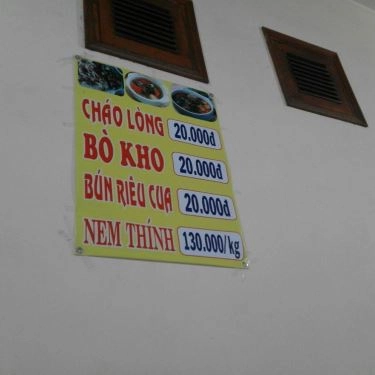 CHÁO LÒNG 20.000đ
BÒ KHO 20.000đ
BÚN RIÊU CUA 20.000đ
NEM THÍNH 130.000/kg